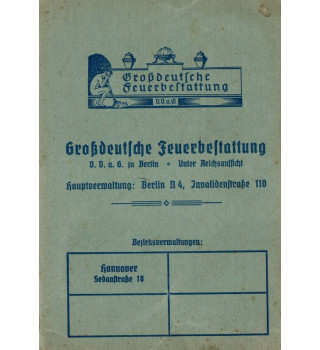 Großdeutsche
Feuerbestattung
V.V.a.G.
Großdeutsche Feuerbestattung
V. V. a. G. zu Berlin • Unter Reichsaufsicht
Hauptverwaltung: Berlin N 4, Invalidenstraße 110
Bezirksverwaltungen:
Hannover
Sedanstraße 18